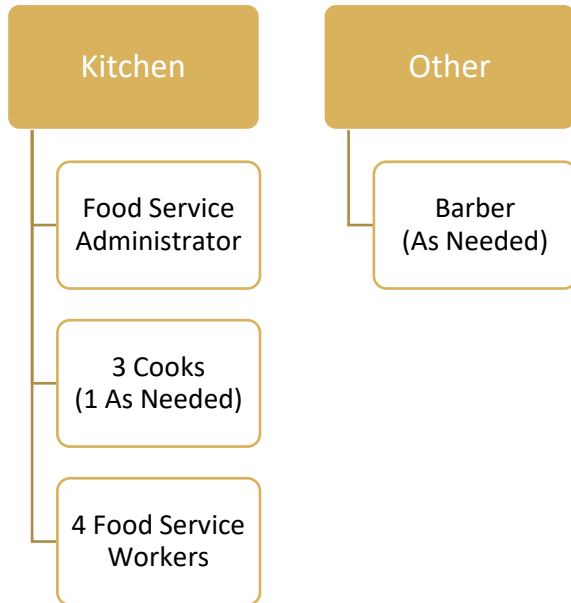 Kitchen
Food Service
Administrator
3 Cooks
(1 As Needed)
4 Food Service
Workers
Other
Barber
(As Needed)